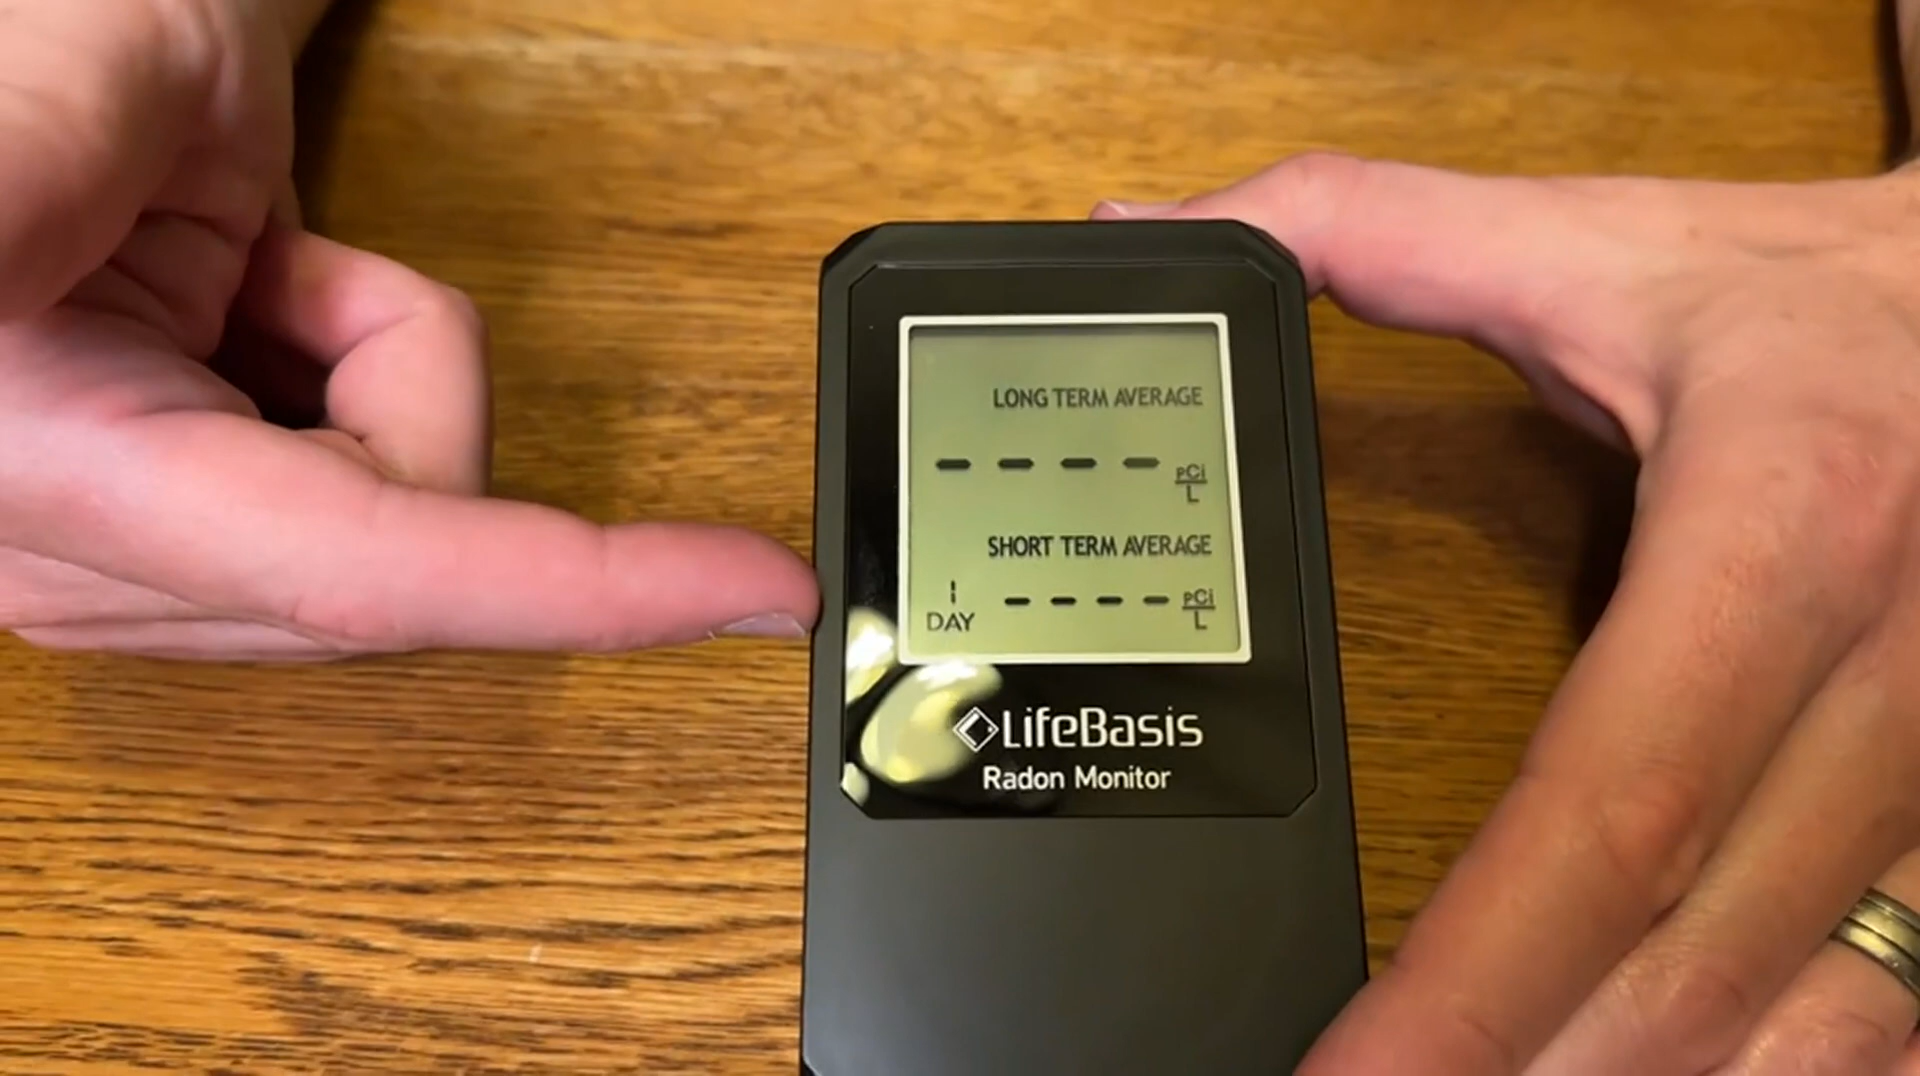 LONG TERM AVERAGE
- - - - pCi/L
SHORT TERM AVERAGE
1 DAY - - - - pCi/L
LifeBasis
Radon Monitor